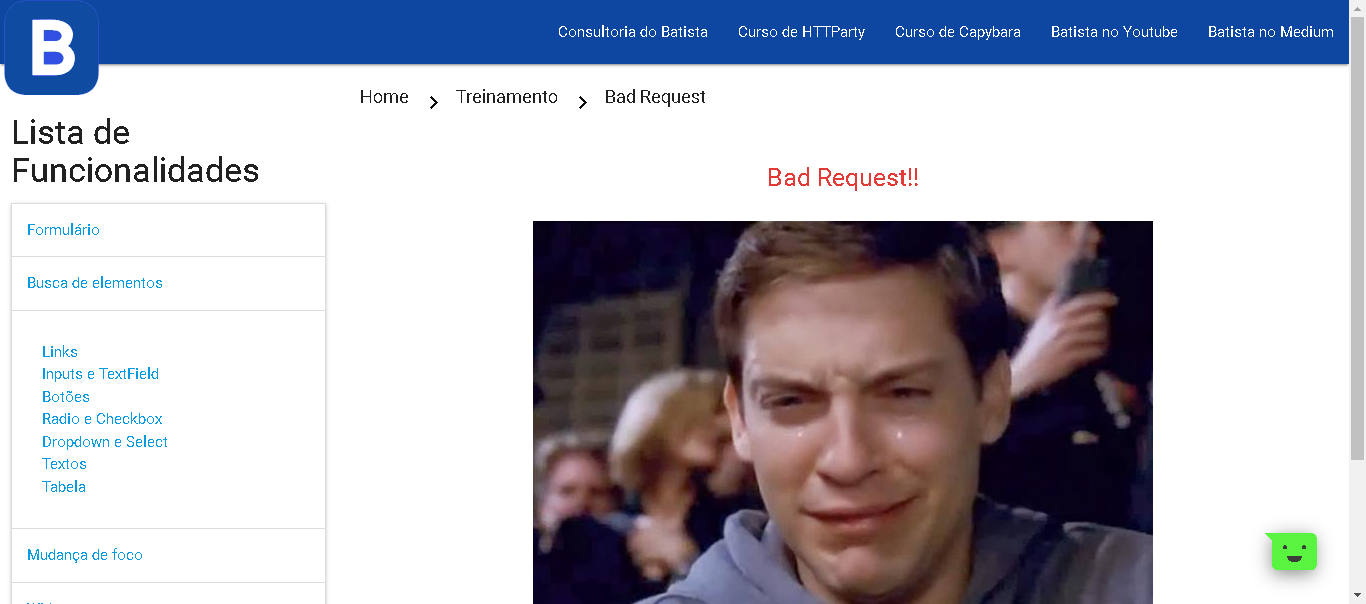 B
Consultoria do Batista
Curso de HTTParty
Curso de Capybara
Batista no Youtube
Batista no Medium
Home
Treinamento
Bad Request
Lista de
Funcionalidades
Formulário
Busca de elementos
Links
Inputs e TextField
Botões
Radio e Checkbox
Dropdown e Select
Textos
Tabela
Mudança de foco
Bad Request!!